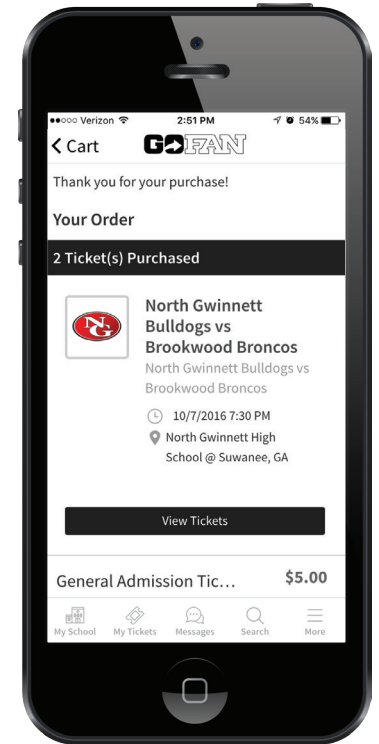 Verizon 2:51 PM 54%
Cart GOFAN
Thank you for your purchase!
Your Order
2 Ticket(s) Purchased
NG
North Gwinnett
Bulldogs vs
Brookwood Broncos
North Gwinnett Bulldogs vs
Brookwood Broncos
10/7/2016 7:30 PM
North Gwinnett High
School @ Suwanee, GA
View Tickets
General Admission Tic... $5.00
My School My Tickets Messages Search More